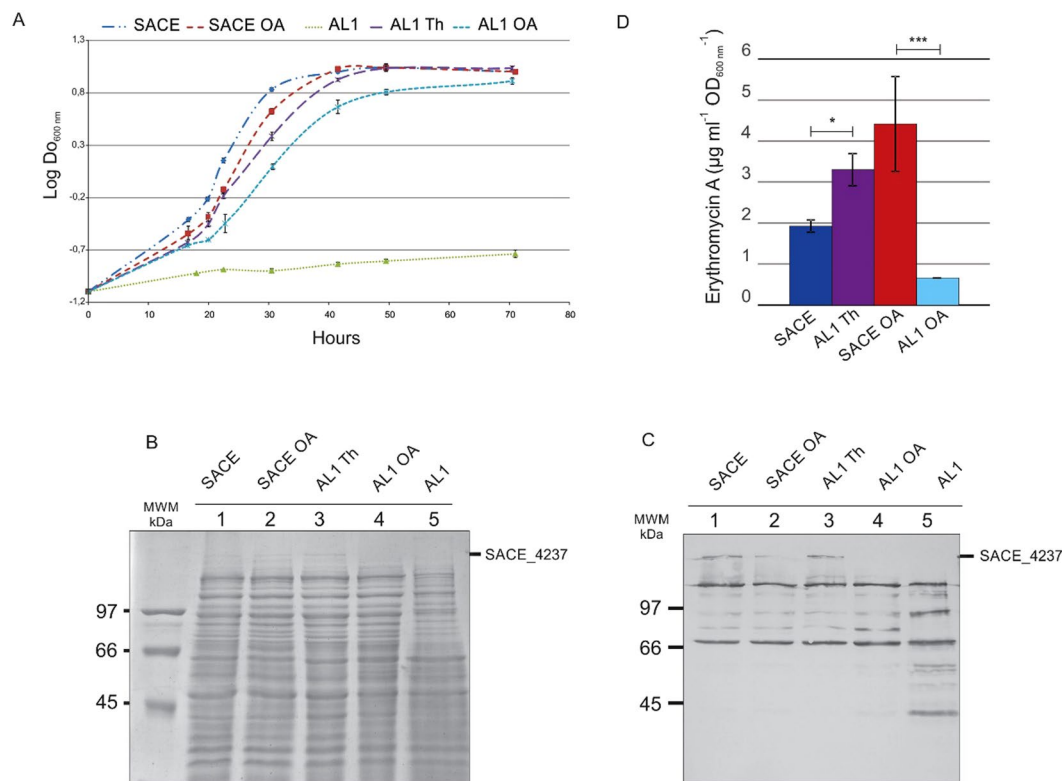 A
SACE SACE OA AL1 AL1 Th AL1 OA
1,3
0,8
0,3
-0,2
-0,7
-1,2
Log Do600 nm
0 10 20 30 40 50 60 70 80
Hours
D
***
*
6
5
4
3
2
1
0
Erythromycin A (µg ml-1 OD600 nm-1)
SACE AL1 Th SACE OA AL1 OA
B
SACE SACE OA AL1 Th AL1 OA AL1
MWM
kDa
1 2 3 4 5
SACE_4237
97
66
45
C
SACE SACE OA AL1 Th AL1 OA AL1
MWM
kDa
1 2 3 4 5
SACE_4237
97
66
45